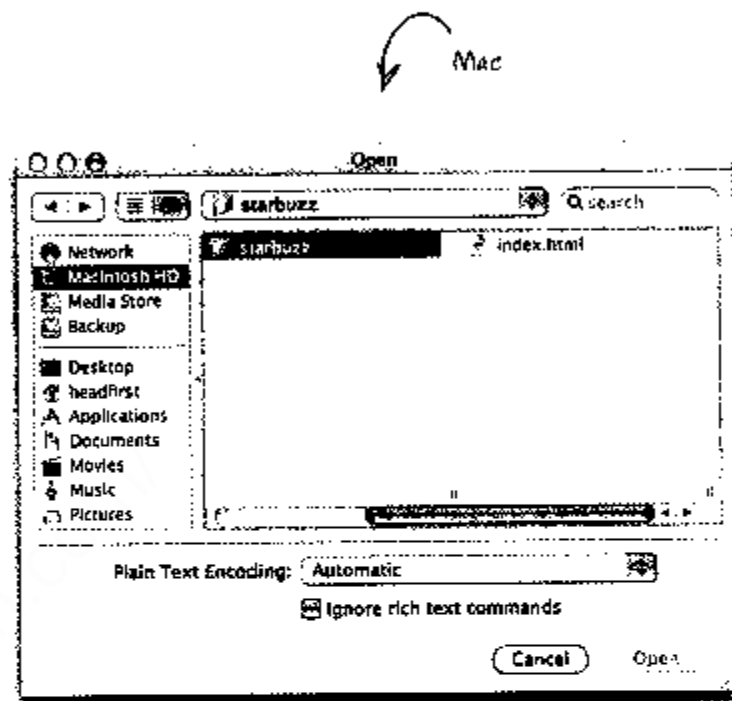 Mac
Open
starbuzz
search
Network
Macintosh HD
Media Store
Backup
Desktop
headfirst
Applications
Documents
Movies
Music
Pictures
starbuzz
index.html
Plain Text Encoding: Automatic
Ignore rich text commands
Cancel Open